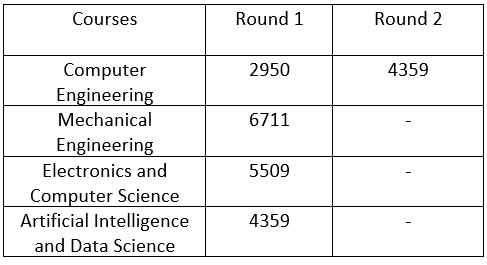 Courses Round 1 Round 2
Computer Engineering 2950 4359
Mechanical Engineering 6711 -
Electronics and Computer Science 5509 -
Artificial Intelligence and Data Science 4359 -